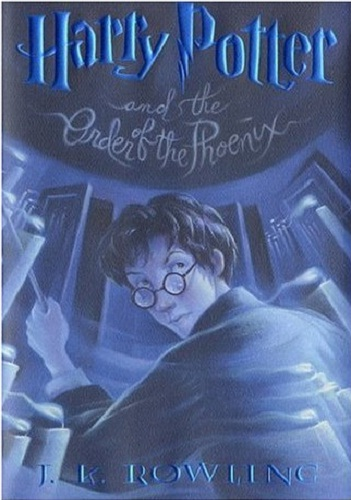 Harry Potter
and the
Order of the Phoenix
J. K. ROWLING